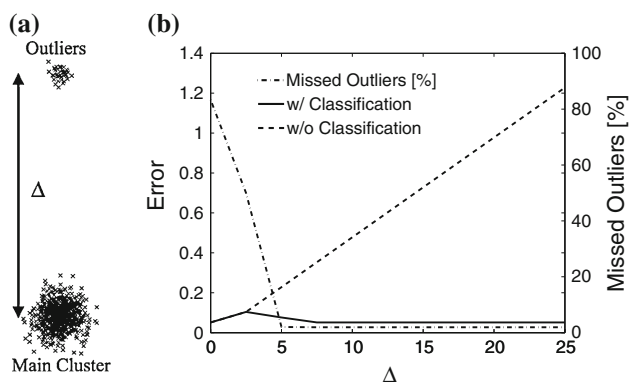 (a)
Outliers
Δ
Main Cluster
(b)
1.4
1.2
1
0.8
0.6
0.4
0.2
0
Error
Missed Outliers [%]
w/ Classification
w/o Classification
100
80
60
40
20
0
Missed Outliers [%]
0 5 10 15 20 25
Δ